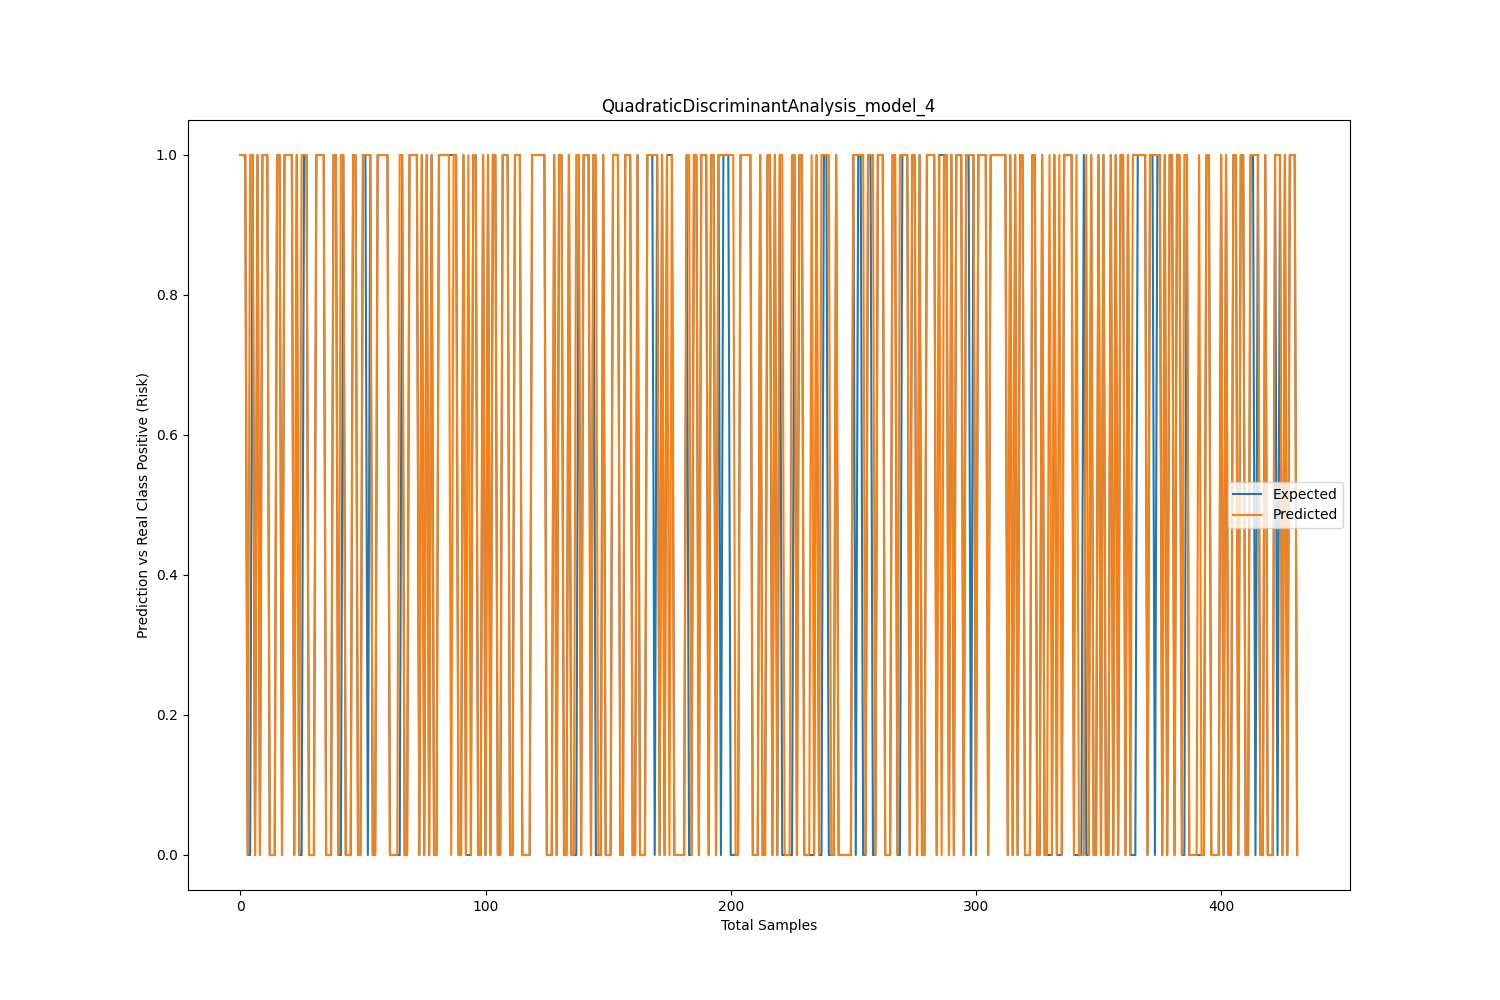 QuadraticDiscriminantAnalysis_model_4
Prediction vs Real Class Positive (Risk)
1.0
0.8
0.6
0.4
0.2
0.0
Expected
Predicted
0
100
200
300
400
Total Samples